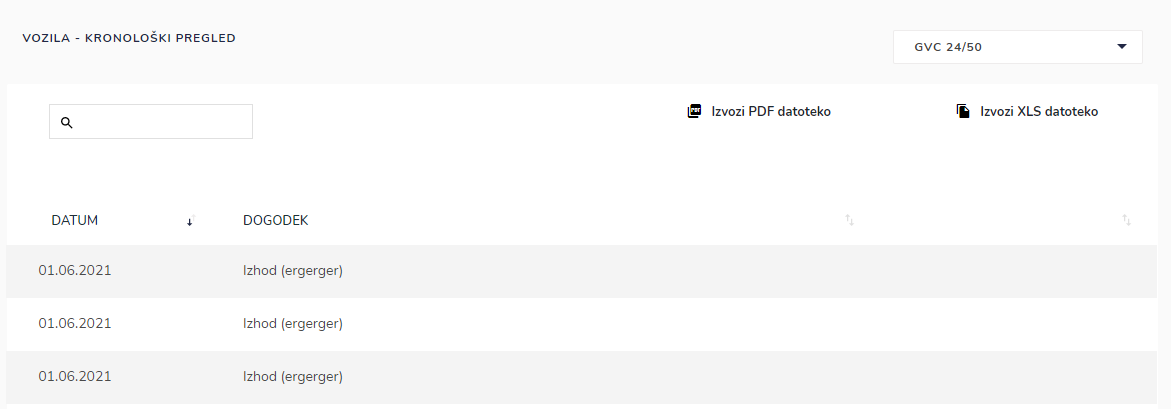 VOZILA - KRONOLOŠKI PREGLED
GVC 24/50
Izvozi PDF datoteko
Izvozi XLS datoteko
DATUM DOGODEK
01.06.2021 Izhod (ergerger)
01.06.2021 Izhod (ergerger)
01.06.2021 Izhod (ergerger)